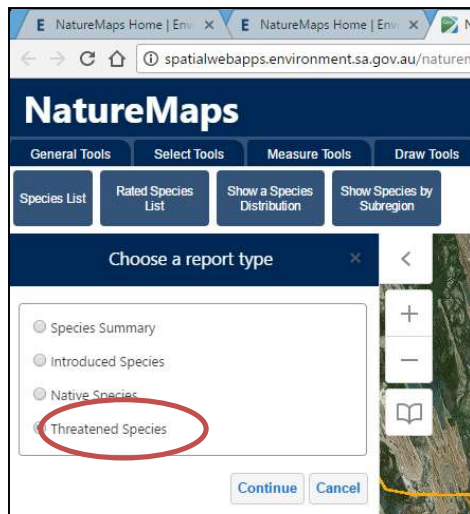 E NatureMaps Home | Env × E NatureMaps Home | Env ×
spatialwebapps.environment.sa.gov.au/naturem
NatureMaps
General Tools Select Tools Measure Tools Draw Tools
Species List Rated Species Show a Species Show Species by
List Distribution Subregion
Choose a report type ×
Species Summary
Introduced Species
Native Species
Threatened Species
Continue Cancel